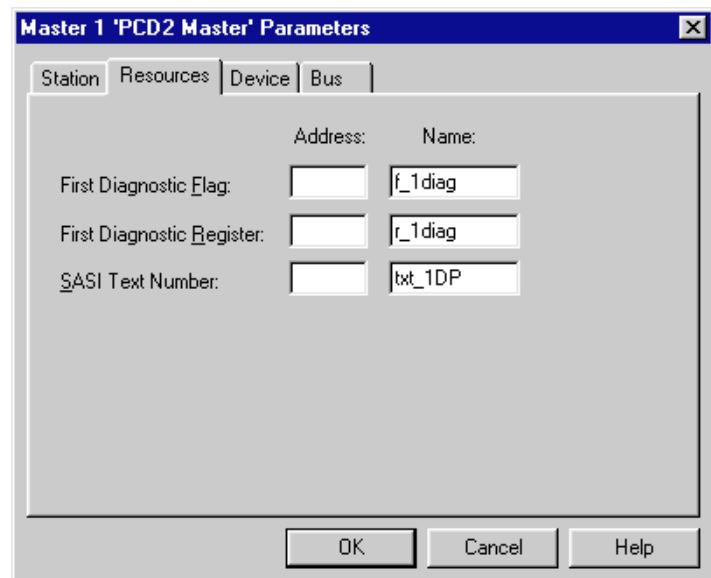 Master 1 'PCD2 Master' Parameters
Station Resources Device Bus
Address: Name:
First Diagnostic Flag: f_1diag
First Diagnostic Register: r_1diag
SASI Text Number: txt_1DP
OK Cancel Help